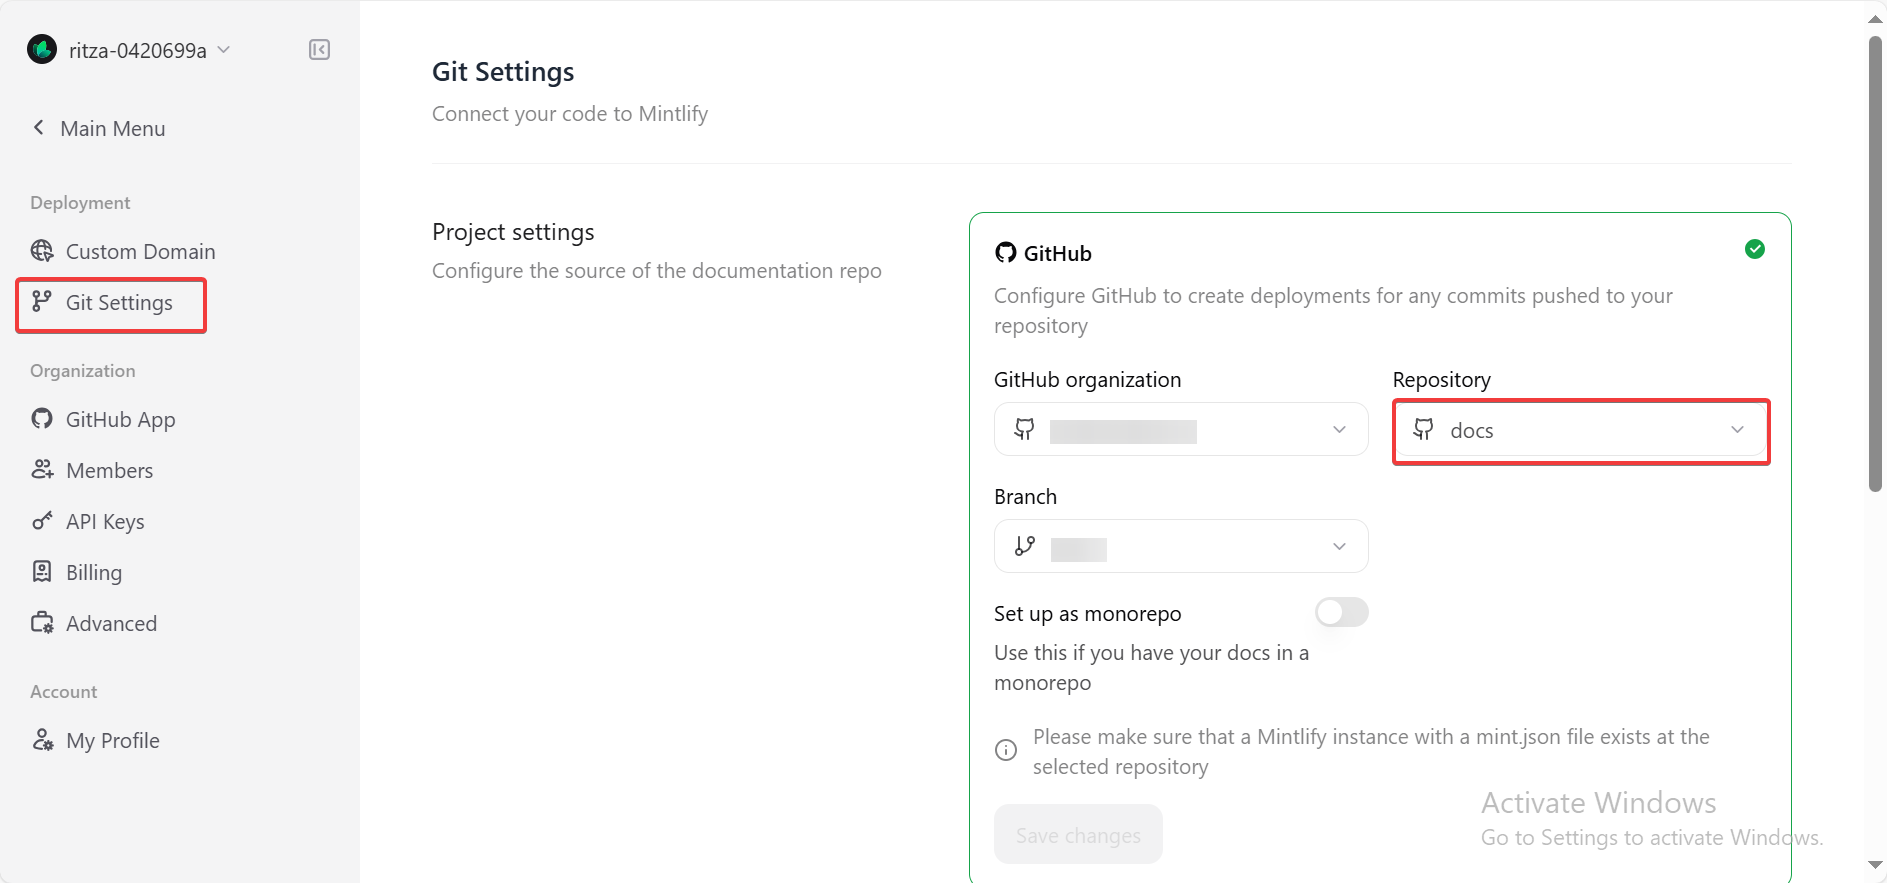 ritza-0420699a
Main Menu
Deployment
Custom Domain
Git Settings
Organization
GitHub App
Members
API Keys
Billing
Advanced
Account
My Profile
Git Settings
Connect your code to Mintlify
Project settings
Configure the source of the documentation repo
GitHub
Configure GitHub to create deployments for any commits pushed to your
repository
GitHub organization
Repository
docs
Branch
Set up as monorepo
Use this if you have your docs in a
monorepo
Please make sure that a Mintlify instance with a mint.json file exists at the
selected repository
Save changes
Activate Windows
Go to Settings to activate Windows.